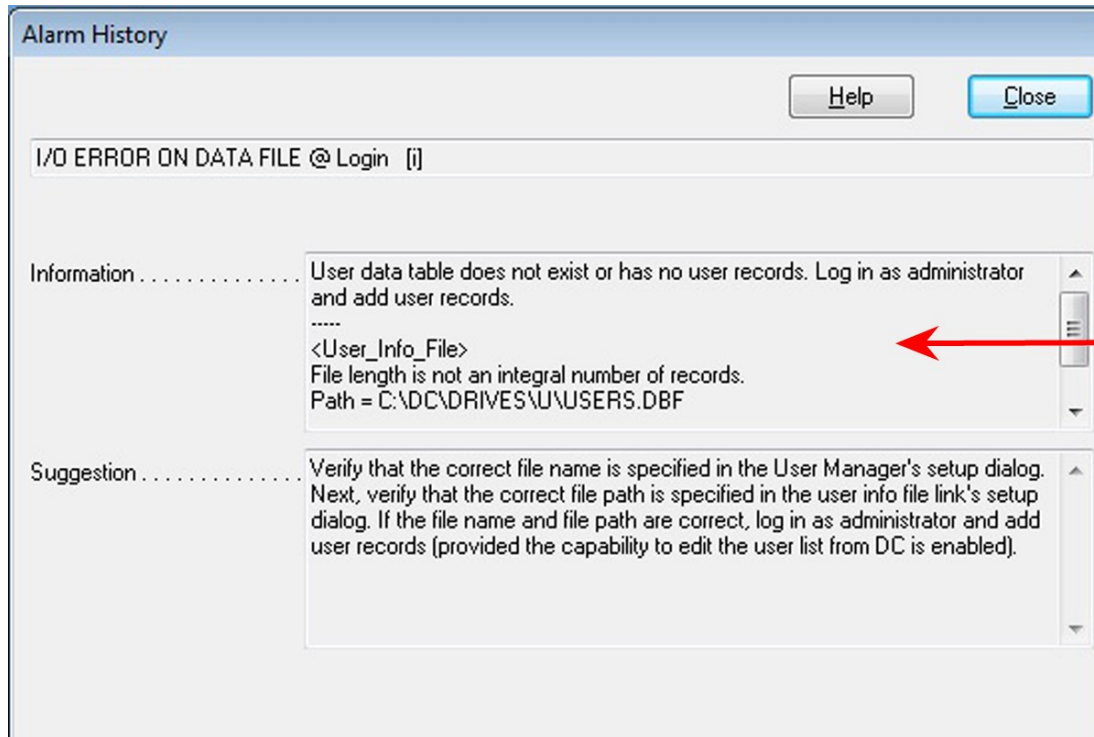 Alarm History
Help
Close
I/O ERROR ON DATA FILE @ Login [i]
Information . . . . . . . . . . . . . .
User data table does not exist or has no user records. Log in as administrator
and add user records.
-----
<User_Info_File>
File length is not an integral number of records.
Path = C:\DC\DRIVES\U\USERS.DBF
Suggestion . . . . . . . . . . . . . .
Verify that the correct file name is specified in the User Manager's setup dialog.
Next, verify that the correct file path is specified in the user info file link's setup
dialog. If the file name and file path are correct, log in as administrator and add
user records (provided the capability to edit the user list from DC is enabled).